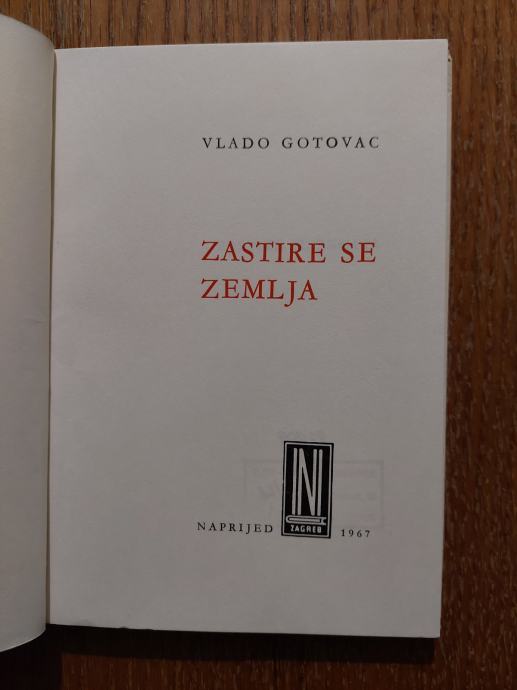 VLADO GOTOVAC
ZASTIRE SE
ZEMLJA
N
ZAGREB
NAPRIJED 1967